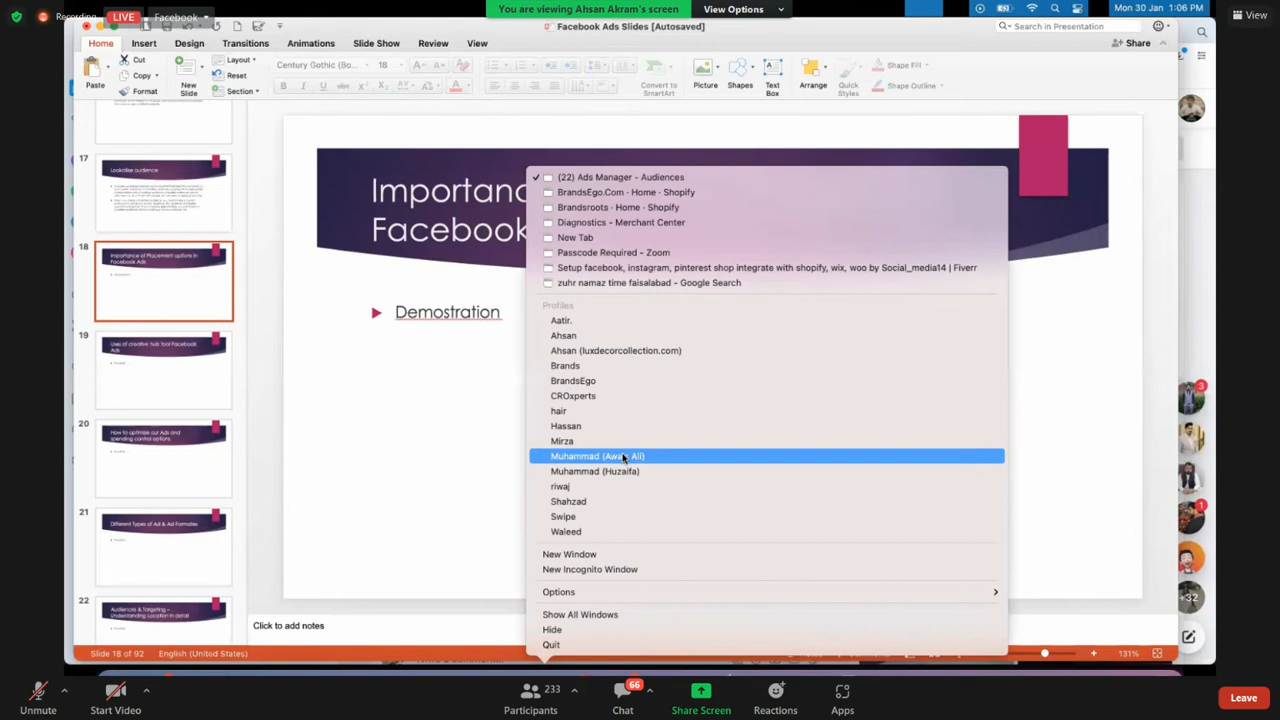 Recording
LIVE
Facebook
You are viewing Ahsan Akram's screen
View Options
Mon 30 Jan 1:06 PM
View
Facebook Ads Slides [Autosaved]
Search in Presentation
Home
Insert
Design
Transitions
Animations
Slide Show
Review
View
Share
Paste
Cut
Copy
Format
New Slide
Layout
Reset
Section
Century Gothic (Bo...
18
Convert to SmartArt
Picture
Shapes
Text Box
Arrange
Quick Styles
Shape Fill
Shape Outline
17
Lookalike audience
18
Importance of Placement options in Facebook Ads
19
Uses of creative hub Tool Facebook Ads
20
How to optimize our Ads and spending control options
21
Different Types of Ad & Ad Formates
22
Audiences & Targeting – Understanding Location in detail
Importanc
Facebook
Demostration
(22) Ads Manager - Audiences
BrandsEgo.Com · Home · Shopify
Brandsroots · Home · Shopify
Diagnostics - Merchant Center
New Tab
Passcode Required - Zoom
Setup facebook, instagram, pinterest shop integrate with shopify, wix, woo by Social_media14 | Fiverr
zuhr namaz time faisalabad - Google Search
Profiles
Aatir.
Ahsan
Ahsan (luxdecorcollection.com)
Brands
BrandsEgo
CROxperts
hair
Hassan
Mirza
Muhammad (Awais Ali)
Muhammad (Huzaifa)
riwaj
Shahzad
Swipe
Waleed
New Window
New Incognito Window
Options
Show All Windows
Hide
Quit
3
1
+32
Click to add notes
Slide 18 of 92
English (United States)
131%
Unmute
Start Video
233
Participants
66
Chat
Share Screen
Reactions
Apps
Leave